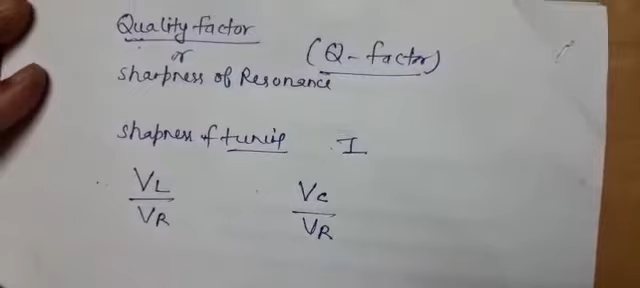 Quality factor
or (Q - factor)
sharpness of Resonance
shapness of tuning I
VL VC
VR VR